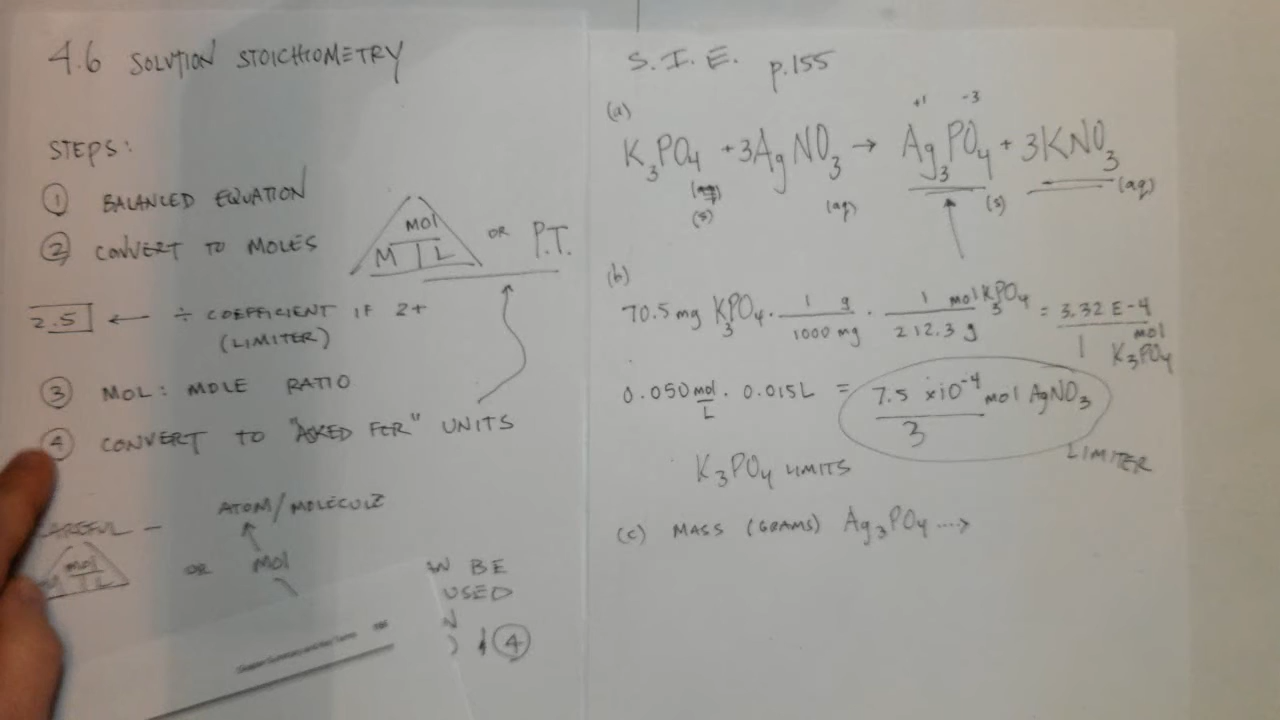 4.6 SOLUTION STOICHIOMETRY
STEPS:
① BALANCED EQUATION
② CONVERT TO MOLES
mol
M L
OR P.T.
2.5 ← ÷ COEFFICIENT IF 2+
(LIMITER)
③ MOL: MOLE RATIO
④ CONVERT TO "ASKED FOR" UNITS
ATOM/MOLECULE
mol
L
OR mol
BE
USED
④
S.I.E. p.155
(a)
+1 -3
K₃PO₄ + 3AgNO₃ → Ag₃PO₄ + 3KNO₃
(s) (aq) (s) (aq)
(b)
70.5 mg K₃PO₄ · 1 g / 1000 mg · 1 mol K₃PO₄ / 212.3 g = 3.32 E-4 / 1 mol K₃PO₄
0.050 mol/L · 0.015L = 7.5 ×10⁻⁴ / 3 mol AgNO₃
LIMITER
K₃PO₄ LIMITS
(c) MASS (GRAMS) Ag₃PO₄ ....>